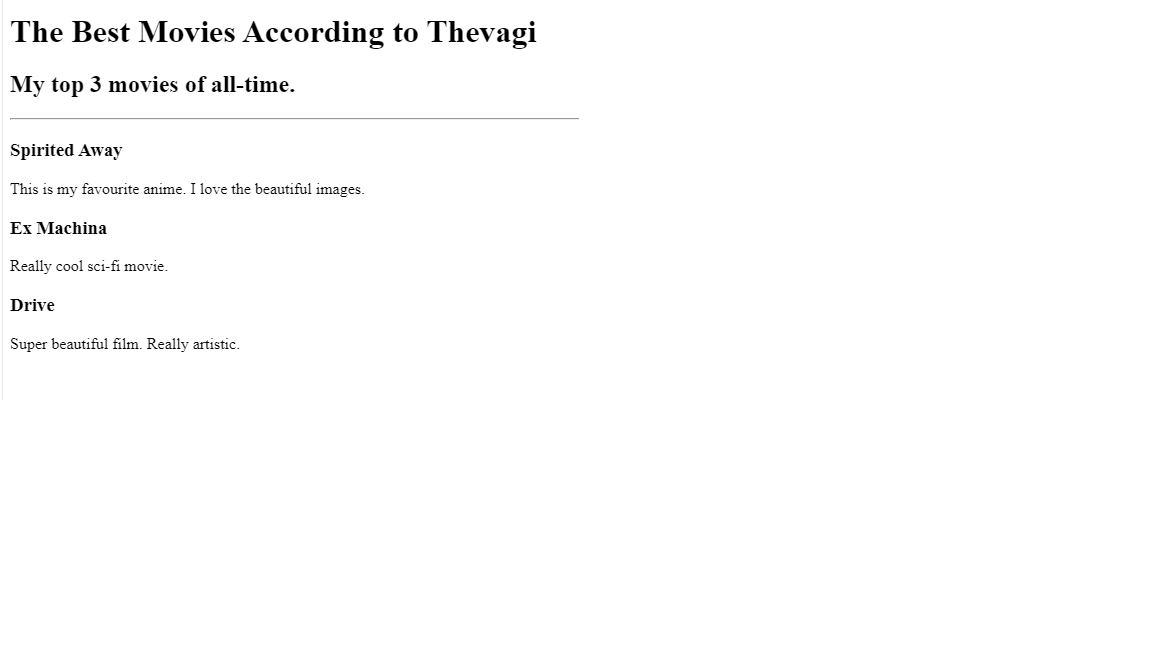 The Best Movies According to Thevagi
My top 3 movies of all-time.
Spirited Away
This is my favourite anime. I love the beautiful images.
Ex Machina
Really cool sci-fi movie.
Drive
Super beautiful film. Really artistic.